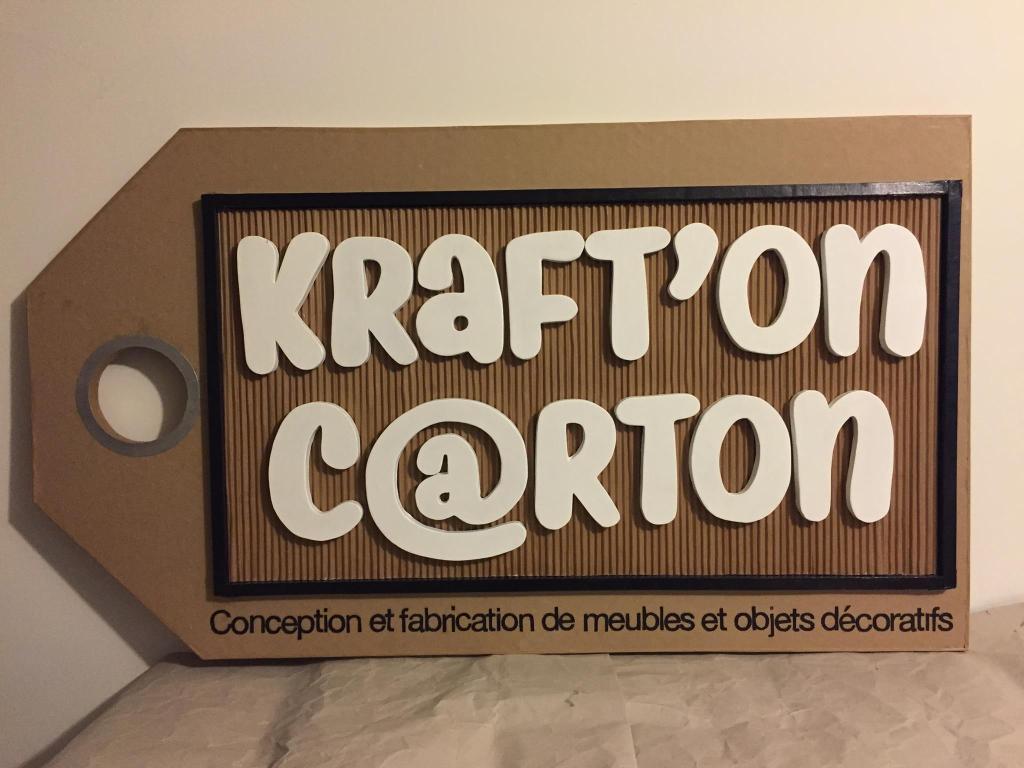 KRaFT'On
C@RTOn
Conception et fabrication de meubles et objets décoratifs